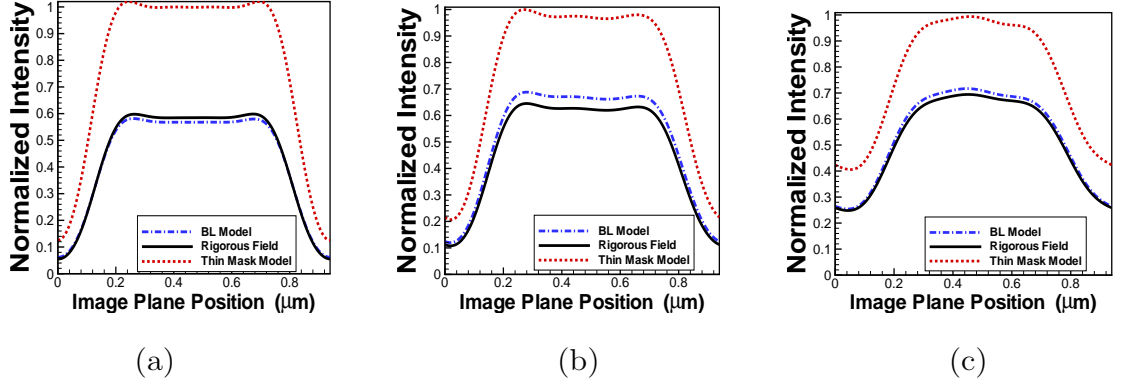 Normalized Intensity
1
0.9
0.8
0.7
0.6
0.5
0.4
0.3
0.2
0.1
0
0 0.2 0.4 0.6 0.8
BL Model
Rigorous Field
Thin Mask Model
Image Plane Position (μm)
(a)
Normalized Intensity
1
0.9
0.8
0.7
0.6
0.5
0.4
0.3
0.2
0.1
0
0 0.2 0.4 0.6 0.8
BL Model
Rigorous Field
Thin Mask Model
Image Plane Position (μm)
(b)
Normalized Intensity
1
0.9
0.8
0.7
0.6
0.5
0.4
0.3
0.2
0.1
0
0 0.2 0.4 0.6 0.8
BL Model
Rigorous Field
Thin Mask Model
Image Plane Position (μm)
(c)